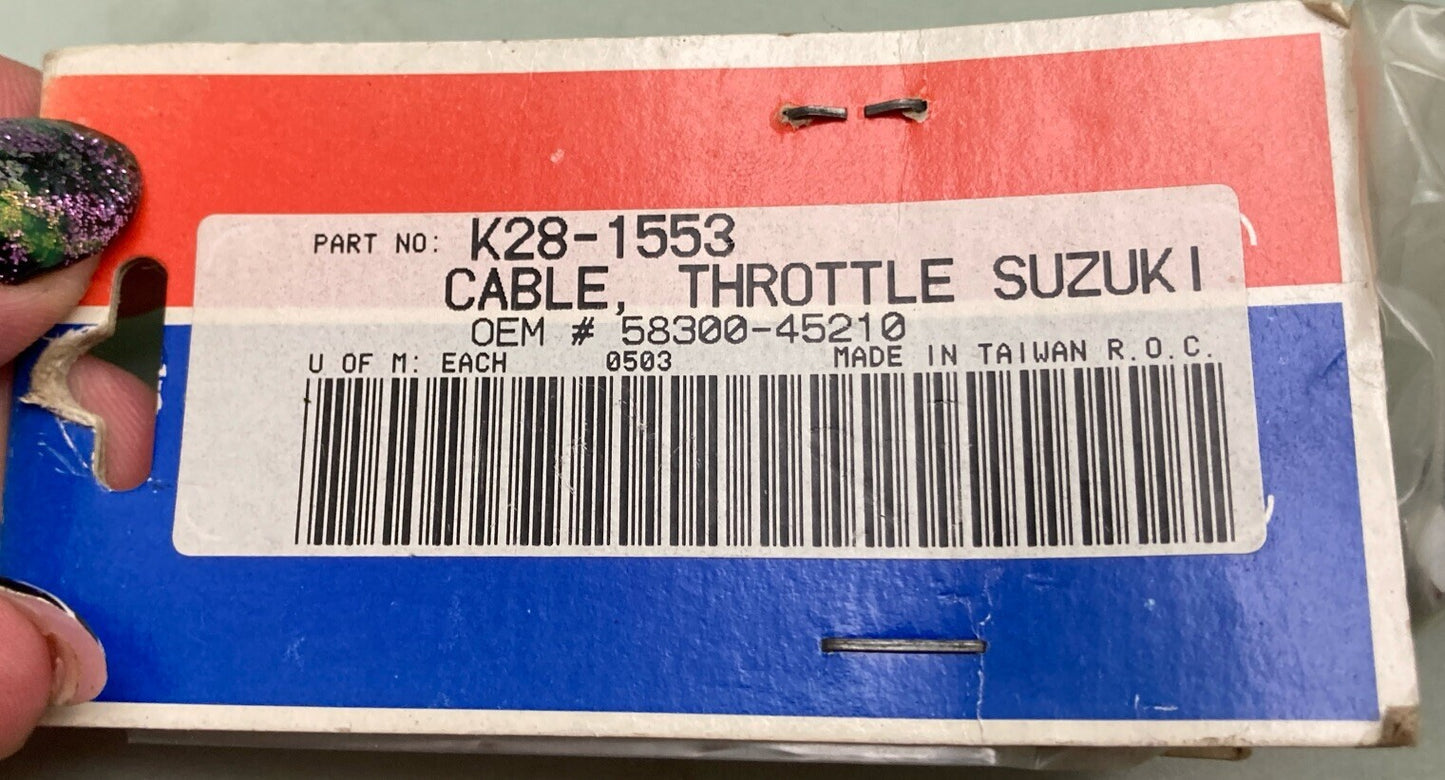 PART NO: K28-1553
CABLE, THROTTLE SUZUKI
OEM # 58300-45210
U OF M: EACH 0503 MADE IN TAIWAN R.O.C.